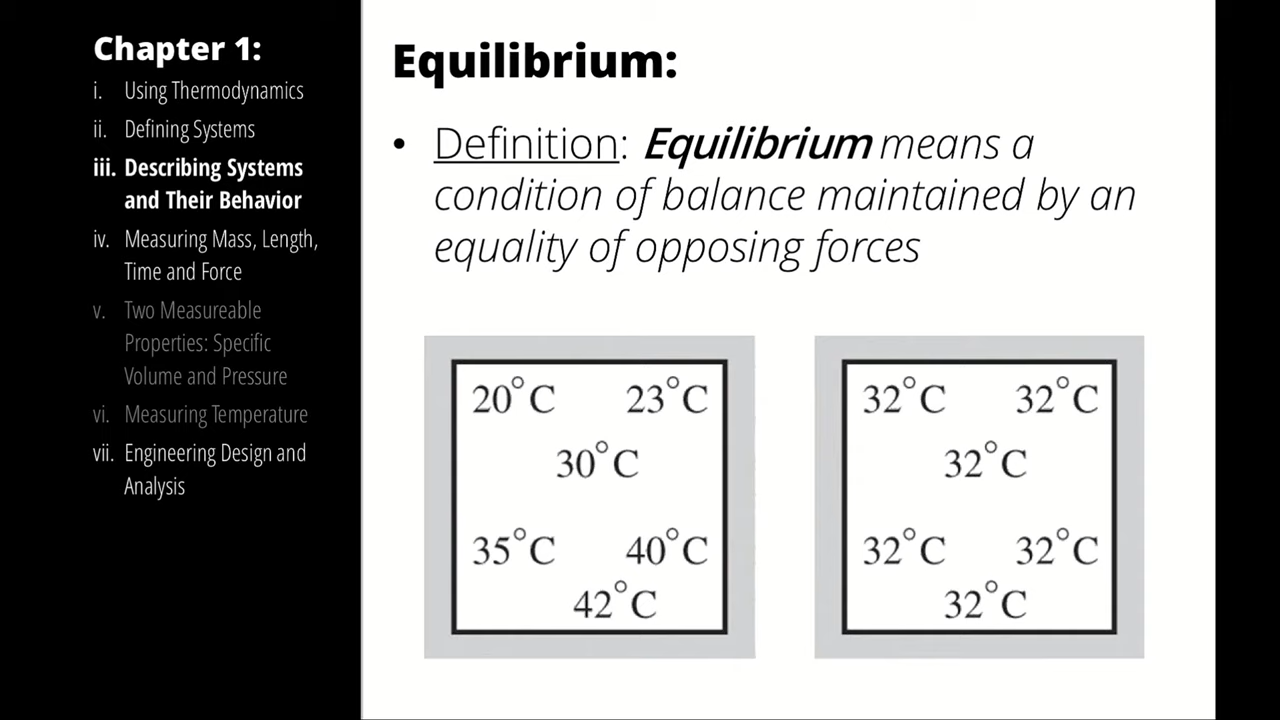 Chapter 1:
i. Using Thermodynamics
ii. Defining Systems
iii. Describing Systems
and Their Behavior
iv. Measuring Mass, Length,
Time and Force
v. Two Measureable
Properties: Specific
Volume and Pressure
vi. Measuring Temperature
vii. Engineering Design and
Analysis
Equilibrium:
• Definition: Equilibrium means a
condition of balance maintained by an
equality of opposing forces
20°C 23°C
30°C
35°C 40°C
42°C
32°C 32°C
32°C
32°C 32°C
32°C